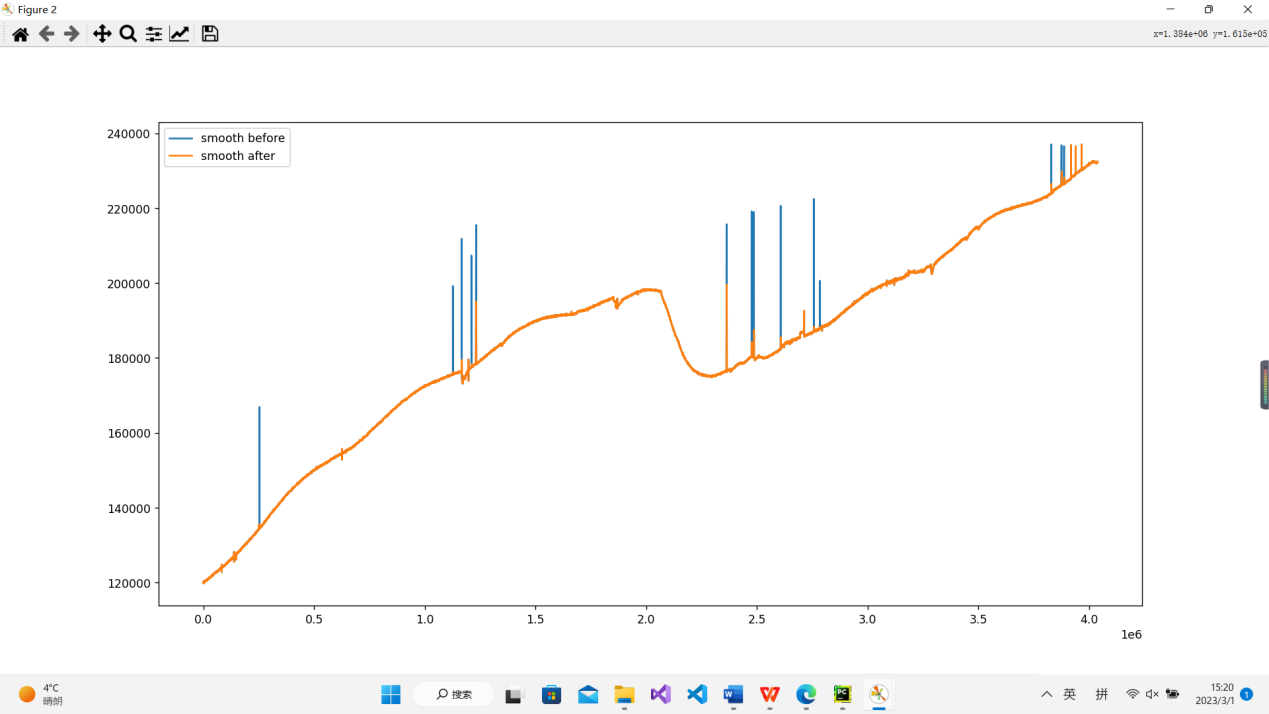 Figure 2
x=1.384e+06 y=1.615e+05
smooth before
smooth after
240000
220000
200000
180000
160000
140000
120000
0.0 0.5 1.0 1.5 2.0 2.5 3.0 3.5 4.0
1e6
4°C
晴朗
搜索
PC
英 拼
15:20
2023/3/1
1